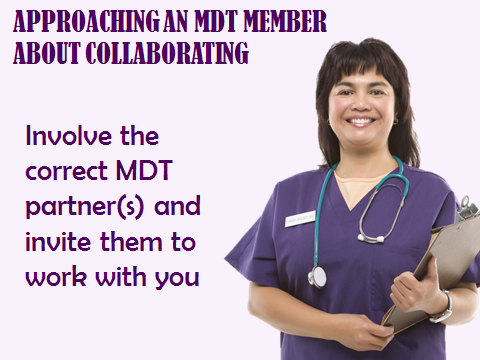 APPROACHING AN MDT MEMBER
ABOUT COLLABORATING
Involve the
correct MDT
partner(s) and
invite them to
work with you